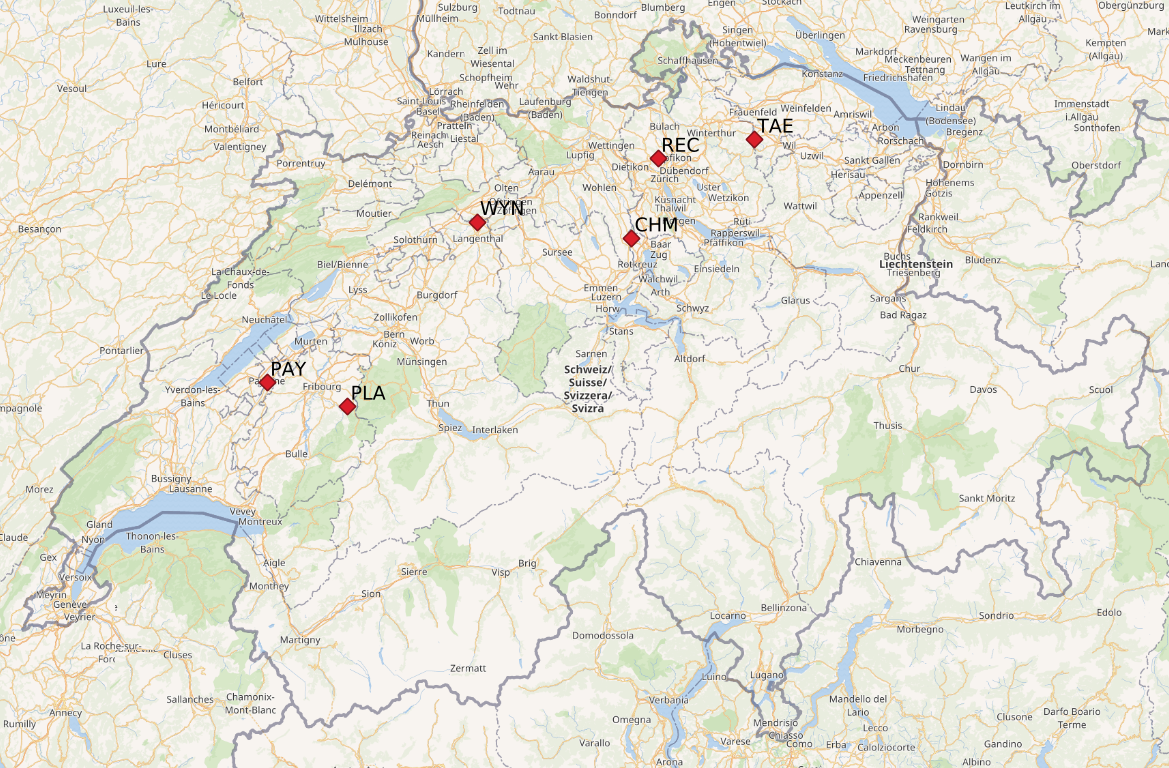 Luxeuil-les-
Bains
Wittelsheim
Illzach
Mulhouse
Sulzburg
Müllheim
Todtnau
Bonndorf
Blumberg
Engen
Stockach
Überlingen
Weingarten
Ravensburg
Leutkirch im
Allgäu
Obergünzburg
Lure
Vesoul
Belfort
Héricourt
Montbéliard
Valentigney
Kandern
Zell im
Wiesental
Schopfheim
Wehr
Sankt Blasien
Waldshut-
Tiengen
Laufenburg
(Baden)
Lörrach
Rheinfelden
(Baden)
Saint-Louis
Basel
Pratteln
Reinach
Aesch
Liestal
Singen
(Hohentwiel)
Schaffhausen
Konstanz
Markdorf
Meckenbeuren
Tettnang
Friedrichshafen
Wangen im
Allgäu
Kempten
(Allgäu)
Immenstadt
i.Allgäu
Sonthofen
Oberstdorf
Lindau
(Bodensee)
Bregenz
Dornbirn
Hohenems
Götzis
Rankweil
Feldkirch
Bludenz
Frauenfeld
Weinfelden
Amriswil
Arbon
Rorschach
TAE
Wil
Uzwil
Sankt Gallen
Herisau
Appenzell
Wattwil
Bülach
Winterthur
REC
Dübendorf
Zürich
Dietikon
Wettingen
Lupfig
Aarau
Wohlen
Uster
Wetzikon
Küsnacht
Thalwil
Rüti
Rapperswil
Pfäffikon
Einsiedeln
CHM
Baar
Zug
Rotkreuz
Walchwil
Arth
Schwyz
Glarus
Buchs
Liechtenstein
Triesenberg
Sargans
Bad Ragaz
Porrentruy
Delémont
Moutier
Olten
WYN
Langenthal
Solothurn
Sursee
Emmen
Luzern
Horw
Stans
Sarnen
Altdorf
Schweiz/
Suisse/
Svizzera/
Svizra
Besançon
La Chaux-de-
Fonds
Le Locle
Biel/Bienne
Lyss
Burgdorf
Zollikofen
Bern
Köniz
Worb
Münsingen
Neuchâtel
Murten
Pontarlier
PAY
Yverdon-les-
Bains
Fribourg
PLA
Thun
Spiez
Interlaken
Bulle
Chur
Davos
Scuol
Thusis
Sankt Moritz
Morez
Bussigny
Lausanne
Vevey
Montreux
Gland
Nyon
Thonon-les-
Bains
Gex
Versoix
Meyrin
Genève
Veyrier
Aigle
Monthey
Sierre
Sion
Visp
Brig
Martigny
Zermatt
Chiavenna
Bellinzona
Locarno
Lugano
Luino
Domodossola
Verbania
Omegna
Varallo
Arona
Varese
Mendrisio
Chiasso
Como
Erba
Calolziocorte
Lecco
Mandello del
Lario
Morbegno
Sondrio
Edolo
Clusone
Darfo Boario
Terme
Gandino
Albino
La Roche-sur-
Cluses
Sallanches
Chamonix-
Mont-Blanc
Annecy
Rumilly